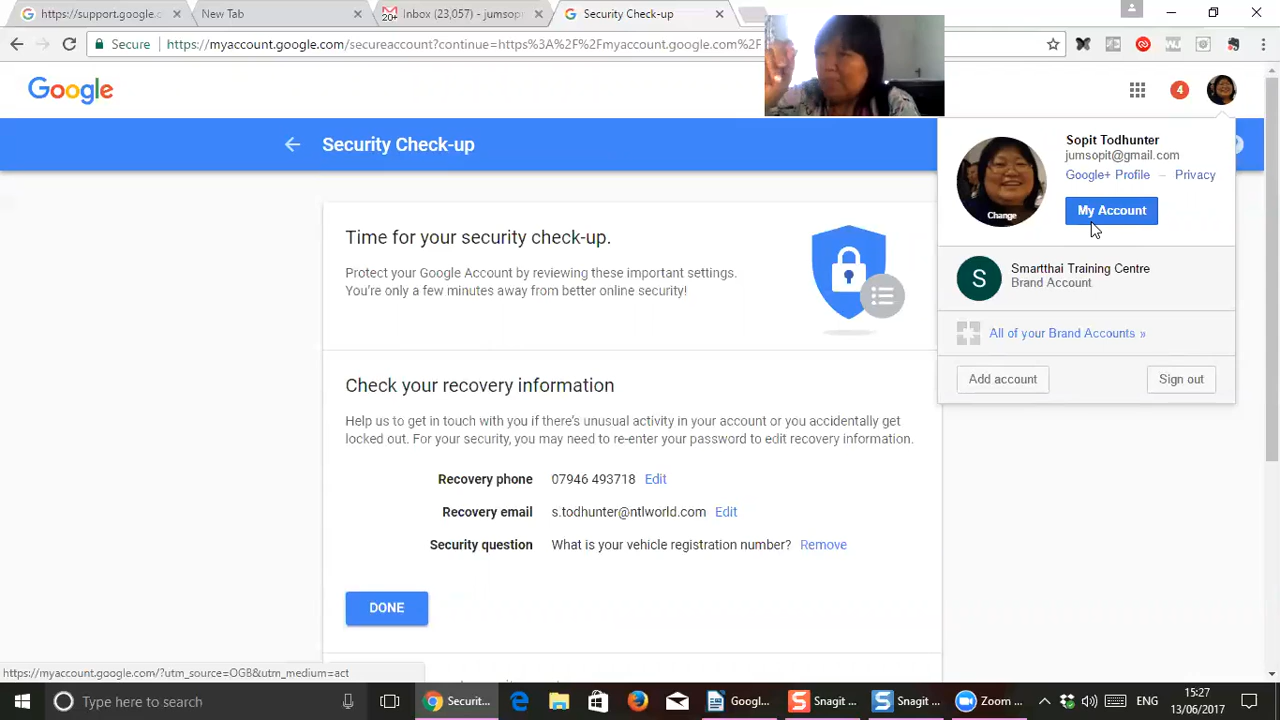 https://support.google.com/
New Tab
Inbox (23,057) - jumsop
Security Check-up
Secure
https://myaccount.google.com/secureaccount?continue=https%3A%2F%2Fmyaccount.google.com%2F
Google
4
Security Check-up
Sopit Todhunter
jumsopit@gmail.com
Google+ Profile – Privacy
Change
My Account
S
Smartthai Training Centre
Brand Account
All of your Brand Accounts »
Add account
Sign out
Time for your security check-up.
Protect your Google Account by reviewing these important settings.
You're only a few minutes away from better online security!
Check your recovery information
Help us to get in touch with you if there's unusual activity in your account or you accidentally get
locked out. For your security, you may need to re-enter your password to edit recovery information.
Recovery phone 07946 493718 Edit
Recovery email s.todhunter@ntlworld.com Edit
Security question What is your vehicle registration number? Remove
DONE
https://myaccount.google.com/?utm_source=OGB&utm_medium=act
Type here to search
Securit...
Googl...
Snagit ...
Snagit ...
Zoom ...
ENG
15:27
13/06/2017